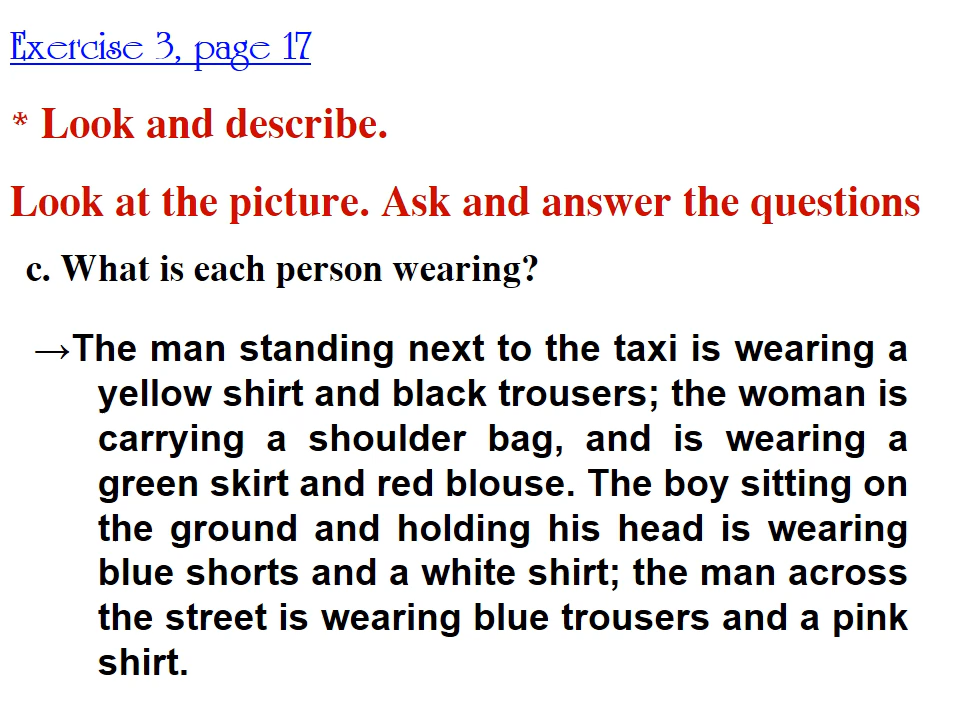 Exercise 3, page 17
* Look and describe.
Look at the picture. Ask and answer the questions
c. What is each person wearing?
→The man standing next to the taxi is wearing a
yellow shirt and black trousers; the woman is
carrying a shoulder bag, and is wearing a
green skirt and red blouse. The boy sitting on
the ground and holding his head is wearing
blue shorts and a white shirt; the man across
the street is wearing blue trousers and a pink
shirt.